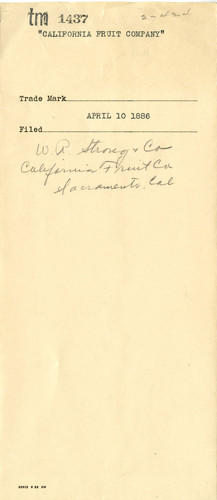 tm 1437
"CALIFORNIA FRUIT COMPANY"
Trade Mark
APRIL 10 1886
Filed
W. R. Strong & Co
California Fruit Co
Sacramento, Cal